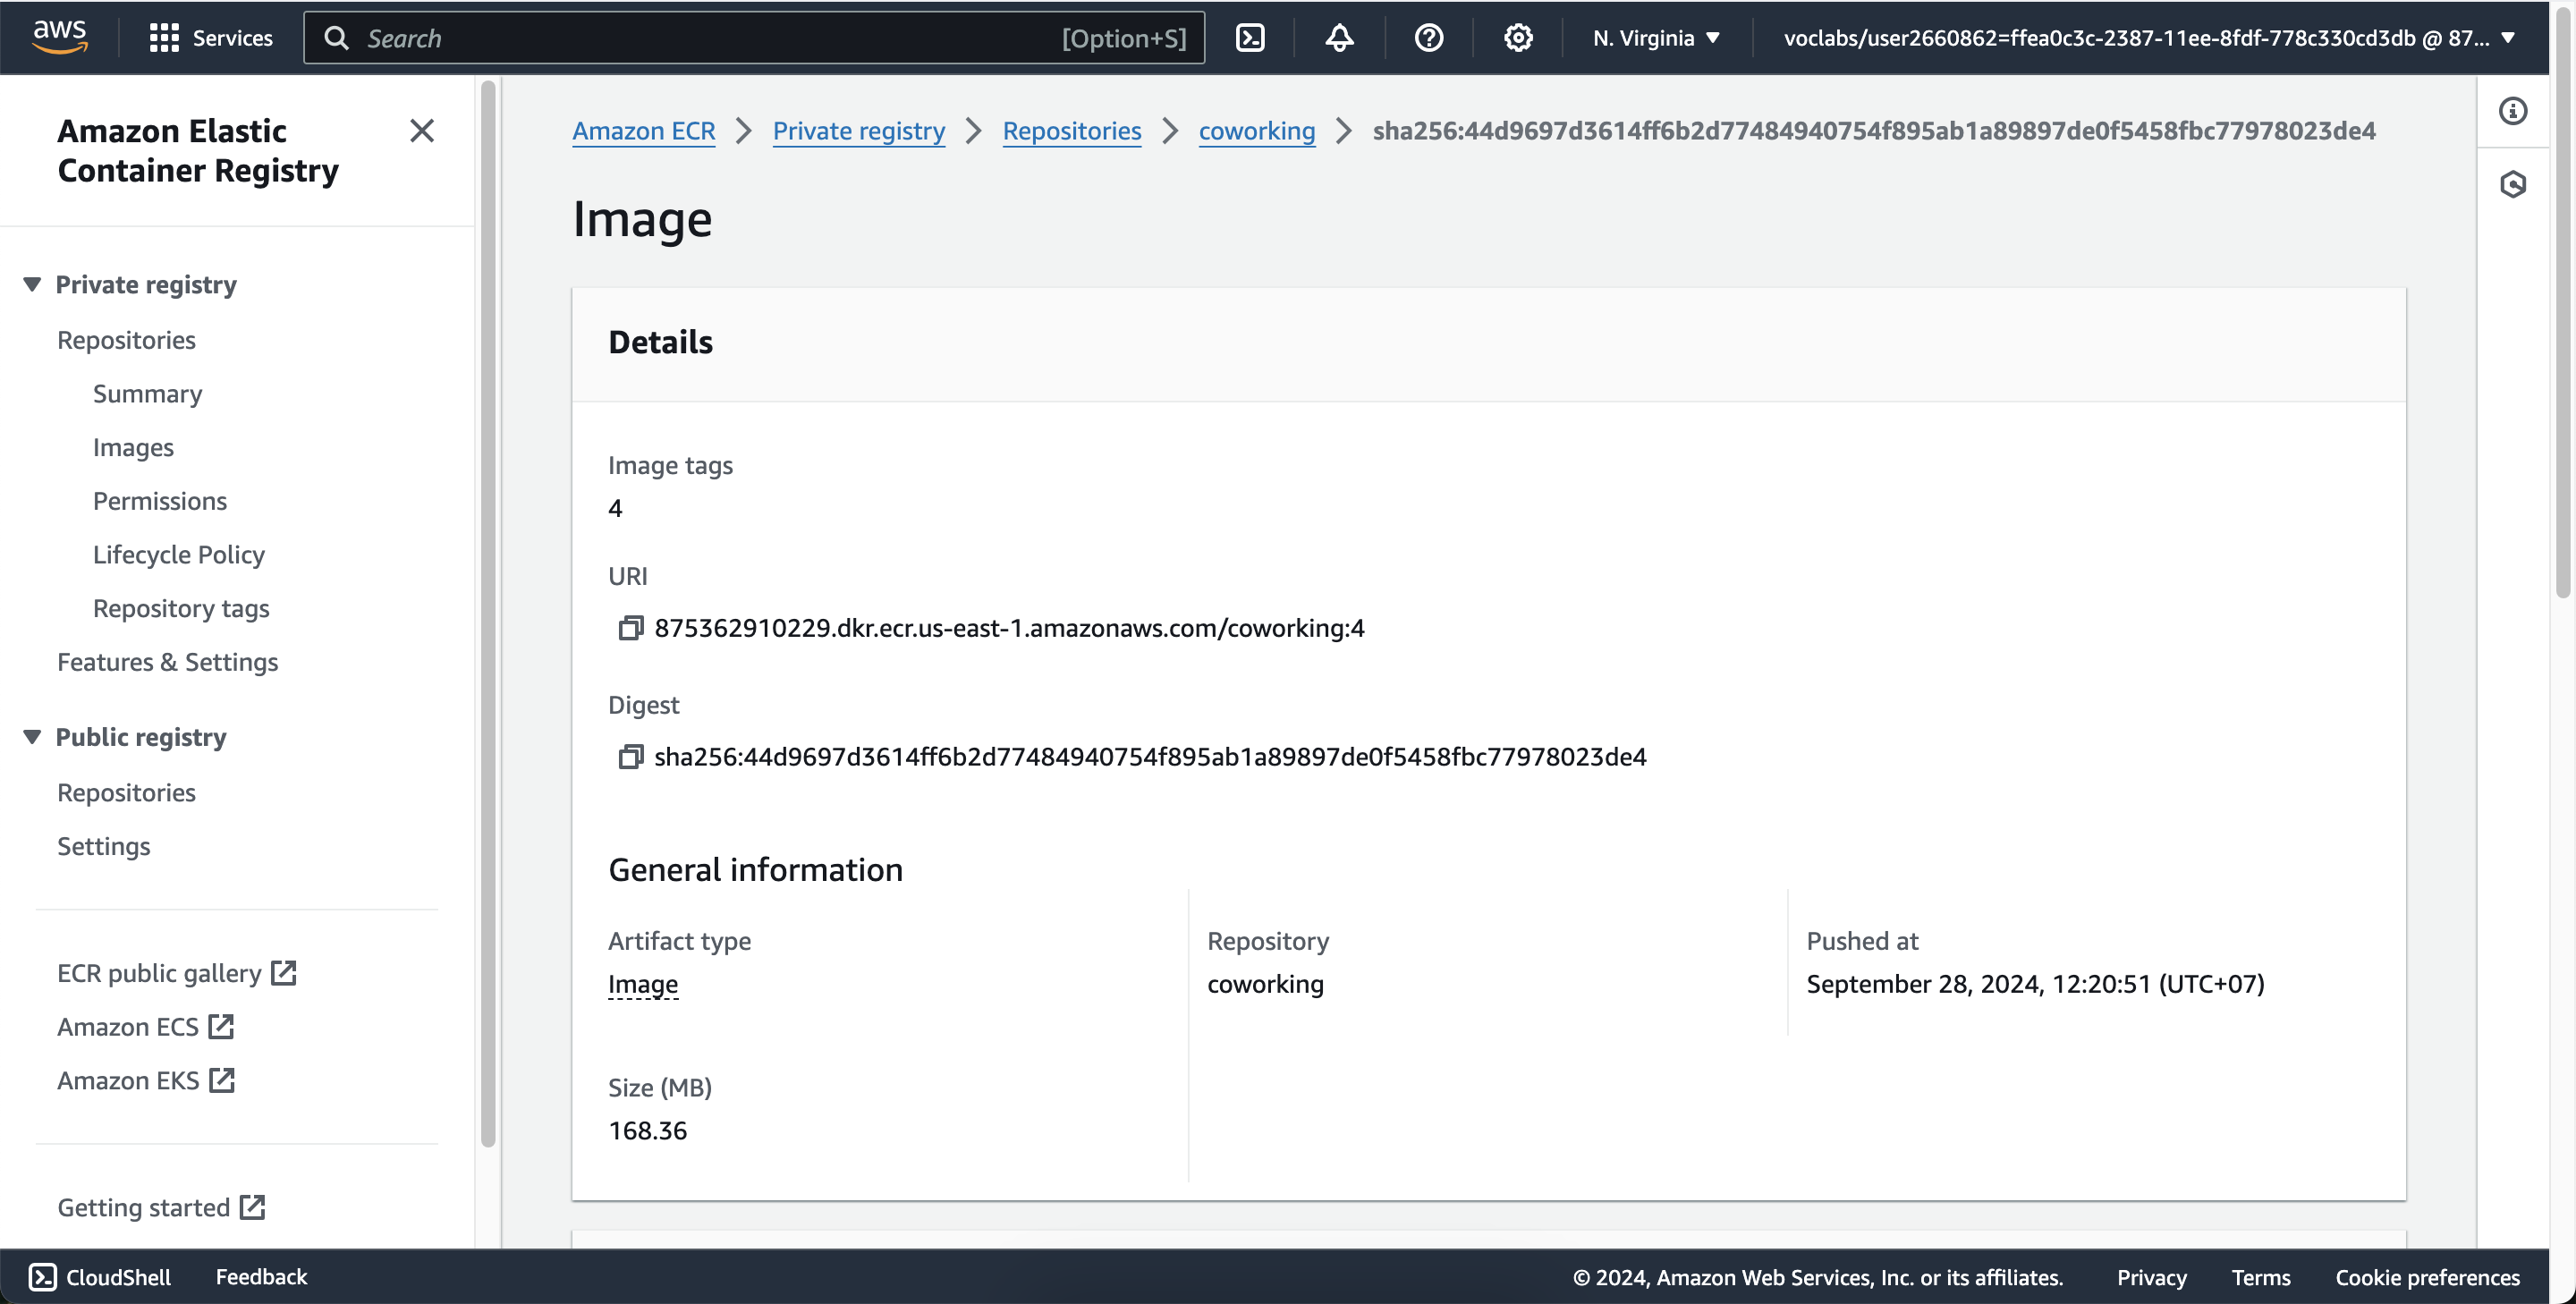 aws
Services
Search
[Option+S]
N. Virginia
voclabs/user2660862=ffea0c3c-2387-11ee-8fdf-778c330cd3db @ 87...
Amazon Elastic
Container Registry
Private registry
Repositories
Summary
Images
Permissions
Lifecycle Policy
Repository tags
Features & Settings
Public registry
Repositories
Settings
ECR public gallery
Amazon ECS
Amazon EKS
Getting started
Amazon ECR
Private registry
Repositories
coworking
sha256:44d9697d3614ff6b2d77484940754f895ab1a89897de0f5458fbc77978023de4
Image
Details
Image tags
4
URI
875362910229.dkr.ecr.us-east-1.amazonaws.com/coworking:4
Digest
sha256:44d9697d3614ff6b2d77484940754f895ab1a89897de0f5458fbc77978023de4
General information
Artifact type
Image
Repository
coworking
Pushed at
September 28, 2024, 12:20:51 (UTC+07)
Size (MB)
168.36
CloudShell
Feedback
© 2024, Amazon Web Services, Inc. or its affiliates.
Privacy
Terms
Cookie preferences